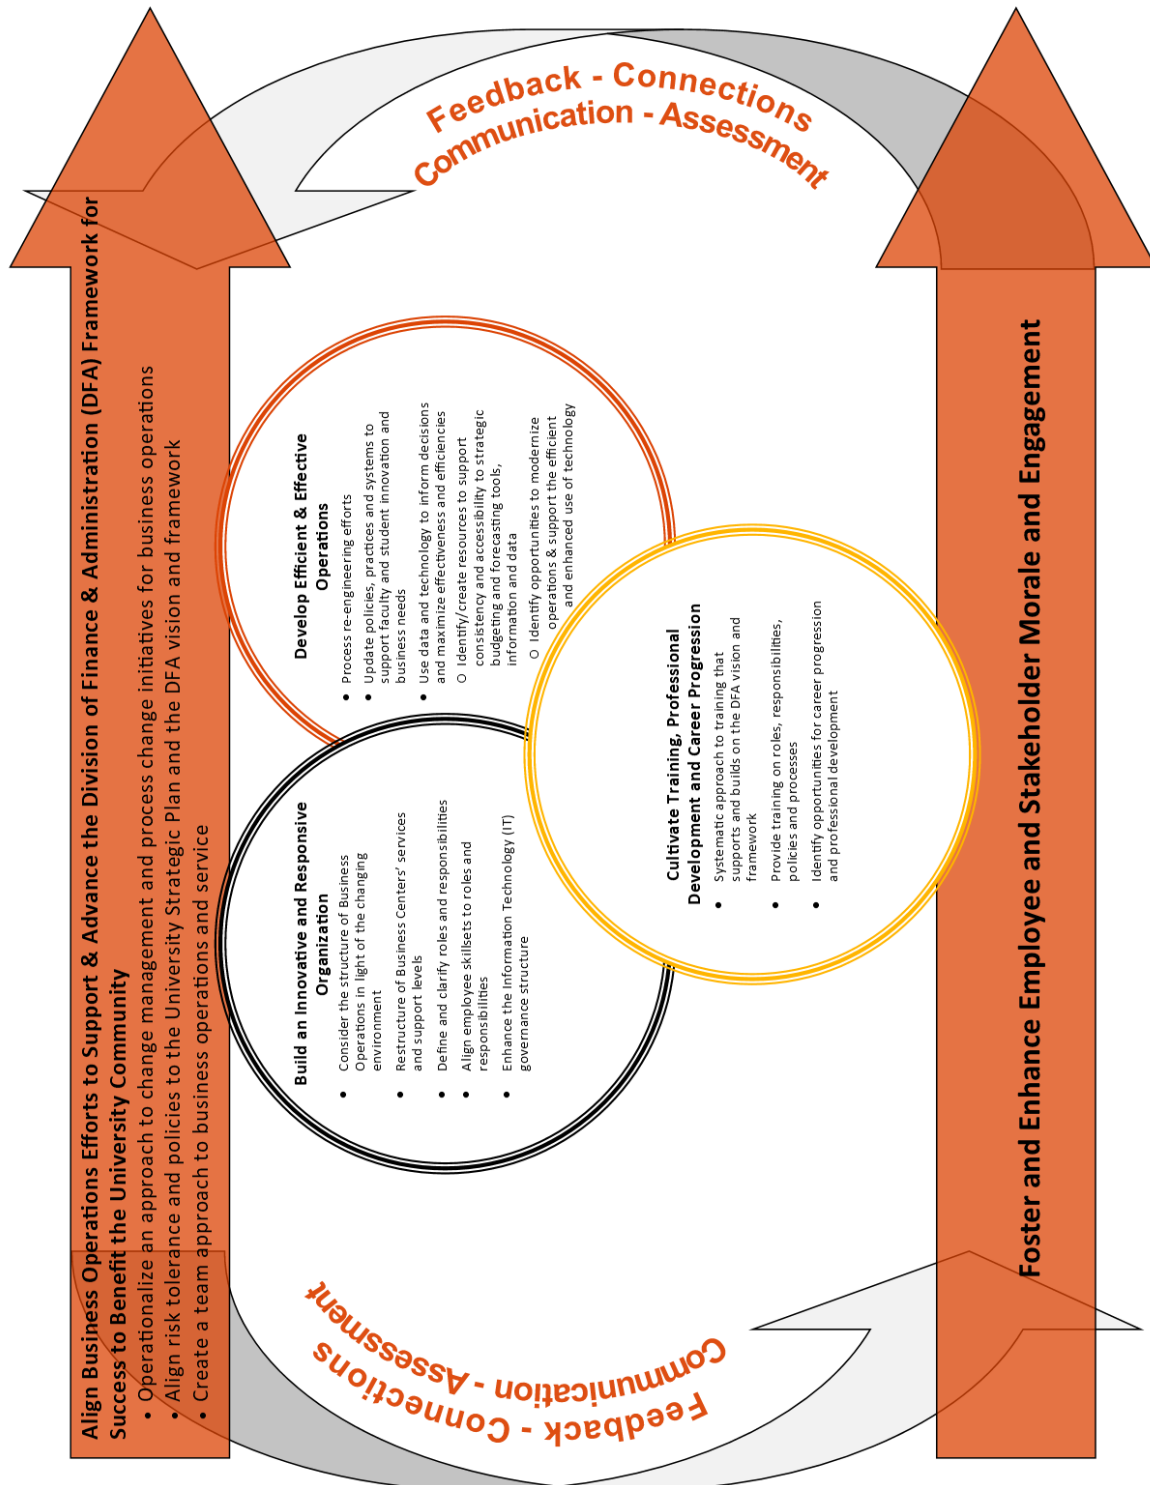 Align Business Operations Efforts to Support & Advance the Division of Finance & Administration (DFA) Framework for
Success to Benefit the University Community
• Operationalize an approach to change management and process change initiatives for business operations
• Align risk tolerance and policies to the University Strategic Plan and the DFA vision and framework
• Create a team approach to business operations and service
Feedback - Connections
Communication - Assessment
Build an Innovative and Responsive
Organization
• Consider the structure of Business
Operations in light of the changing
environment
• Restructure of Business Centers' services
and support levels
• Define and clarify roles and responsibilities
• Align employee skillsets to roles and
responsibilities
• Enhance the Information Technology (IT)
governance structure
Develop Efficient & Effective
Operations
• Process re-engineering efforts
• Update policies, practices and systems to
support faculty and student innovation and
business needs
• Use data and technology to inform decisions
and maximize effectiveness and efficiencies
○ Identify/create resources to support
consistency and accessibility to strategic
budgeting and forecasting tools,
information and data
○ Identify opportunities to modernize
operations & support the efficient
and enhanced use of technology
Cultivate Training, Professional
Development and Career Progression
• Systematic approach to training that
supports and builds on the DFA vision and
framework
• Provide training on roles, responsibilities,
policies and processes
• Identify opportunities for career progression
and professional development
Feedback - Connections
Communication - Assessment
Foster and Enhance Employee and Stakeholder Morale and Engagement